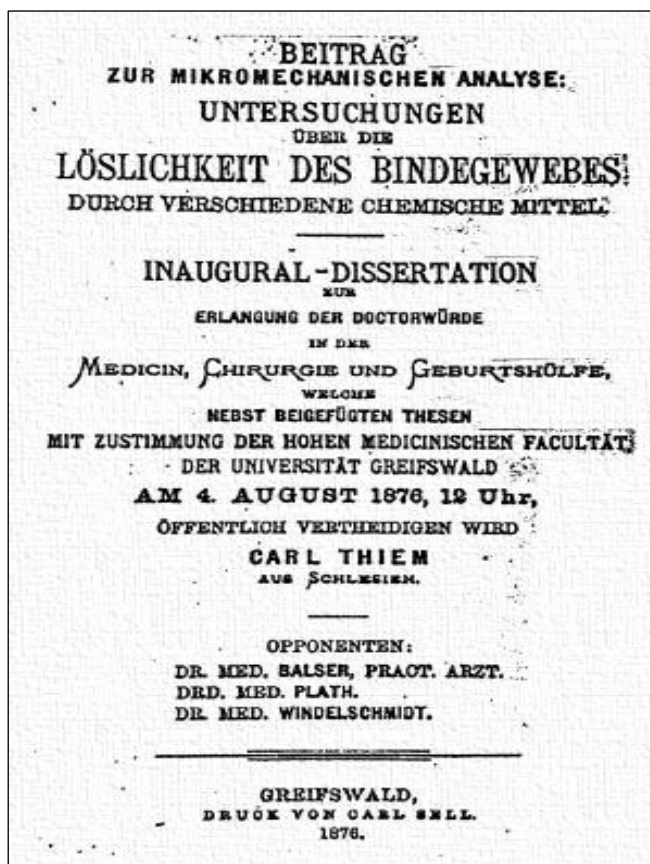 BEITRAG
ZUR MIKROMECHANISCHEN ANALYSE:
UNTERSUCHUNGEN
ÜBER DIE
LÖSLICHKEIT DES BINDEGEWEBES
DURCH VERSCHIEDENE CHEMISCHE MITTEL.
INAUGURAL-DISSERTATION
ZUR
ERLANGUNG DER DOCTORWÜRDE
IN DER
MEDICIN, CHIRURGIE UND GEBURTSHÜLFE,
WELCHE
NEBST BEIGEFÜGTEN THESEN
MIT ZUSTIMMUNG DER HOHEN MEDICINISCHEN FACULTÄT
DER UNIVERSITÄT GREIFSWALD
AM 4. AUGUST 1876, 12 Uhr,
ÖFFENTLICH VERTHEIDIGEN WIRD
CARL THIEM
AUS SCHLESIEN.
OPPONENTEN:
DR. MED. BALSER, PRACT. ARZT.
DRD. MED. PLATH.
DR. MED. WINDELSCHMIDT.
GREIFSWALD,
DRUCK VON CARL SELL.
1876.